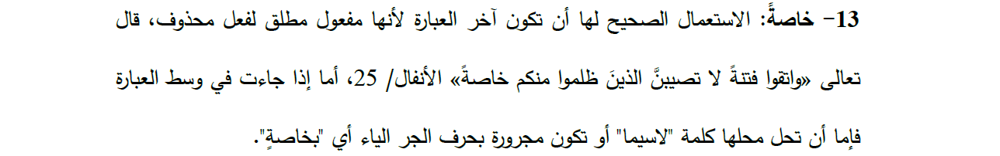 13- خاصةً: الاستعمال الصحيح لها أن تكون آخر العبارة لأنها مفعول مطلق لفعل محذوف، قال
تعالى «واتقوا فتنةً لا تصيبنَّ الذينَ ظلموا منكم خاصةً» الأنفال/ 25، أما إذا جاءت في وسط العبارة
فإما أن تحل محلها كلمة "لاسيما" أو تكون مجرورة بحرف الجر الياء أي "بخاصةٍ".